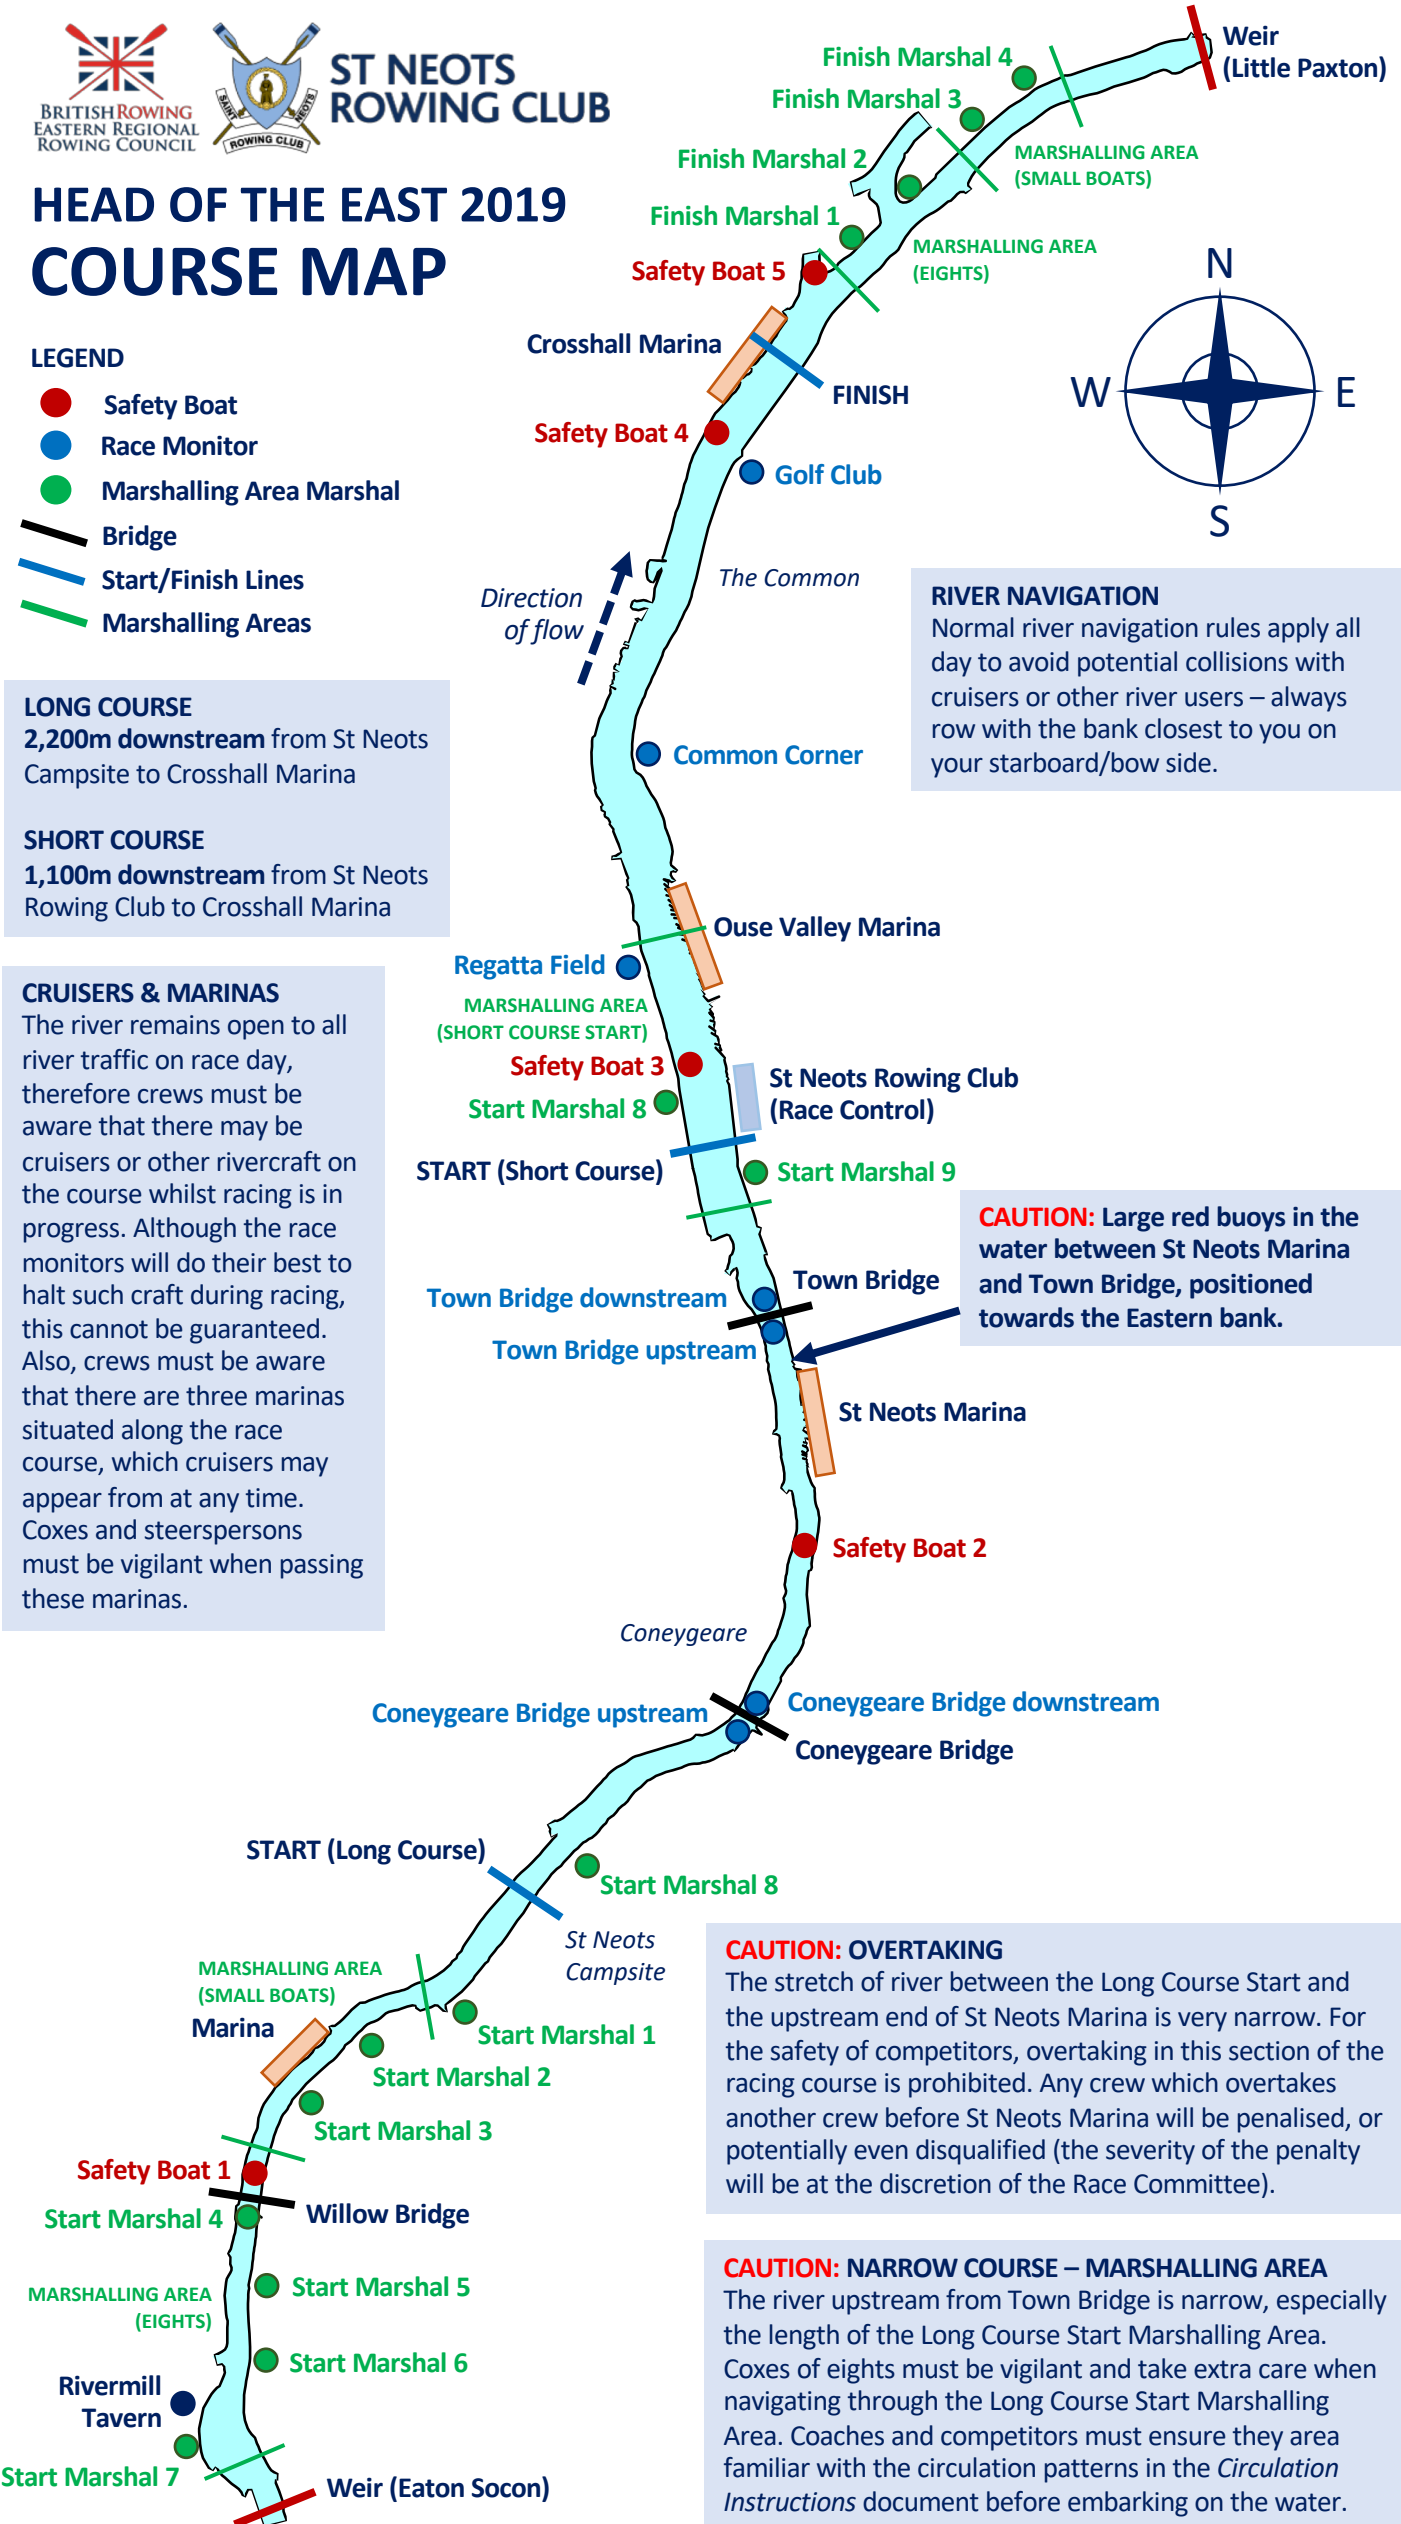 BRITISH ROWING
EASTERN REGIONAL
ROWING COUNCIL
SAINT NEOTS
ROWING CLUB
ST NEOTS
ROWING CLUB
HEAD OF THE EAST 2019
COURSE MAP
LEGEND
Safety Boat
Race Monitor
Marshalling Area Marshal
Bridge
Start/Finish Lines
Marshalling Areas
LONG COURSE
2,200m downstream from St Neots
Campsite to Crosshall Marina
SHORT COURSE
1,100m downstream from St Neots
Rowing Club to Crosshall Marina
CRUISERS & MARINAS
The river remains open to all
river traffic on race day,
therefore crews must be
aware that there may be
cruisers or other rivercraft on
the course whilst racing is in
progress. Although the race
monitors will do their best to
halt such craft during racing,
this cannot be guaranteed.
Also, crews must be aware
that there are three marinas
situated along the race
course, which cruisers may
appear from at any time.
Coxes and steerspersons
must be vigilant when passing
these marinas.
Weir
(Little Paxton)
Finish Marshal 4
Finish Marshal 3
MARSHALLING AREA
(SMALL BOATS)
Finish Marshal 2
Finish Marshal 1
MARSHALLING AREA
(EIGHTS)
Safety Boat 5
Crosshall Marina
FINISH
Safety Boat 4
Golf Club
N
W
E
S
The Common
Direction
of flow
RIVER NAVIGATION
Normal river navigation rules apply all
day to avoid potential collisions with
cruisers or other river users – always
row with the bank closest to you on
your starboard/bow side.
Common Corner
Ouse Valley Marina
Regatta Field
MARSHALLING AREA
(SHORT COURSE START)
Safety Boat 3
St Neots Rowing Club
(Race Control)
Start Marshal 8
START (Short Course)
Start Marshal 9
CAUTION: Large red buoys in the
water between St Neots Marina
and Town Bridge, positioned
towards the Eastern bank.
Town Bridge
Town Bridge downstream
Town Bridge upstream
St Neots Marina
Safety Boat 2
Coneygeare
Coneygeare Bridge upstream
Coneygeare Bridge downstream
Coneygeare Bridge
START (Long Course)
Start Marshal 8
St Neots
Campsite
MARSHALLING AREA
(SMALL BOATS)
Marina
Start Marshal 1
Start Marshal 2
Start Marshal 3
Safety Boat 1
Willow Bridge
Start Marshal 4
Start Marshal 5
MARSHALLING AREA
(EIGHTS)
Start Marshal 6
Rivermill
Tavern
Start Marshal 7
Weir (Eaton Socon)
CAUTION: OVERTAKING
The stretch of river between the Long Course Start and
the upstream end of St Neots Marina is very narrow. For
the safety of competitors, overtaking in this section of the
racing course is prohibited. Any crew which overtakes
another crew before St Neots Marina will be penalised, or
potentially even disqualified (the severity of the penalty
will be at the discretion of the Race Committee).
CAUTION: NARROW COURSE – MARSHALLING AREA
The river upstream from Town Bridge is narrow, especially
the length of the Long Course Start Marshalling Area.
Coxes of eights must be vigilant and take extra care when
navigating through the Long Course Start Marshalling
Area. Coaches and competitors must ensure they area
familiar with the circulation patterns in the Circulation
Instructions document before embarking on the water.